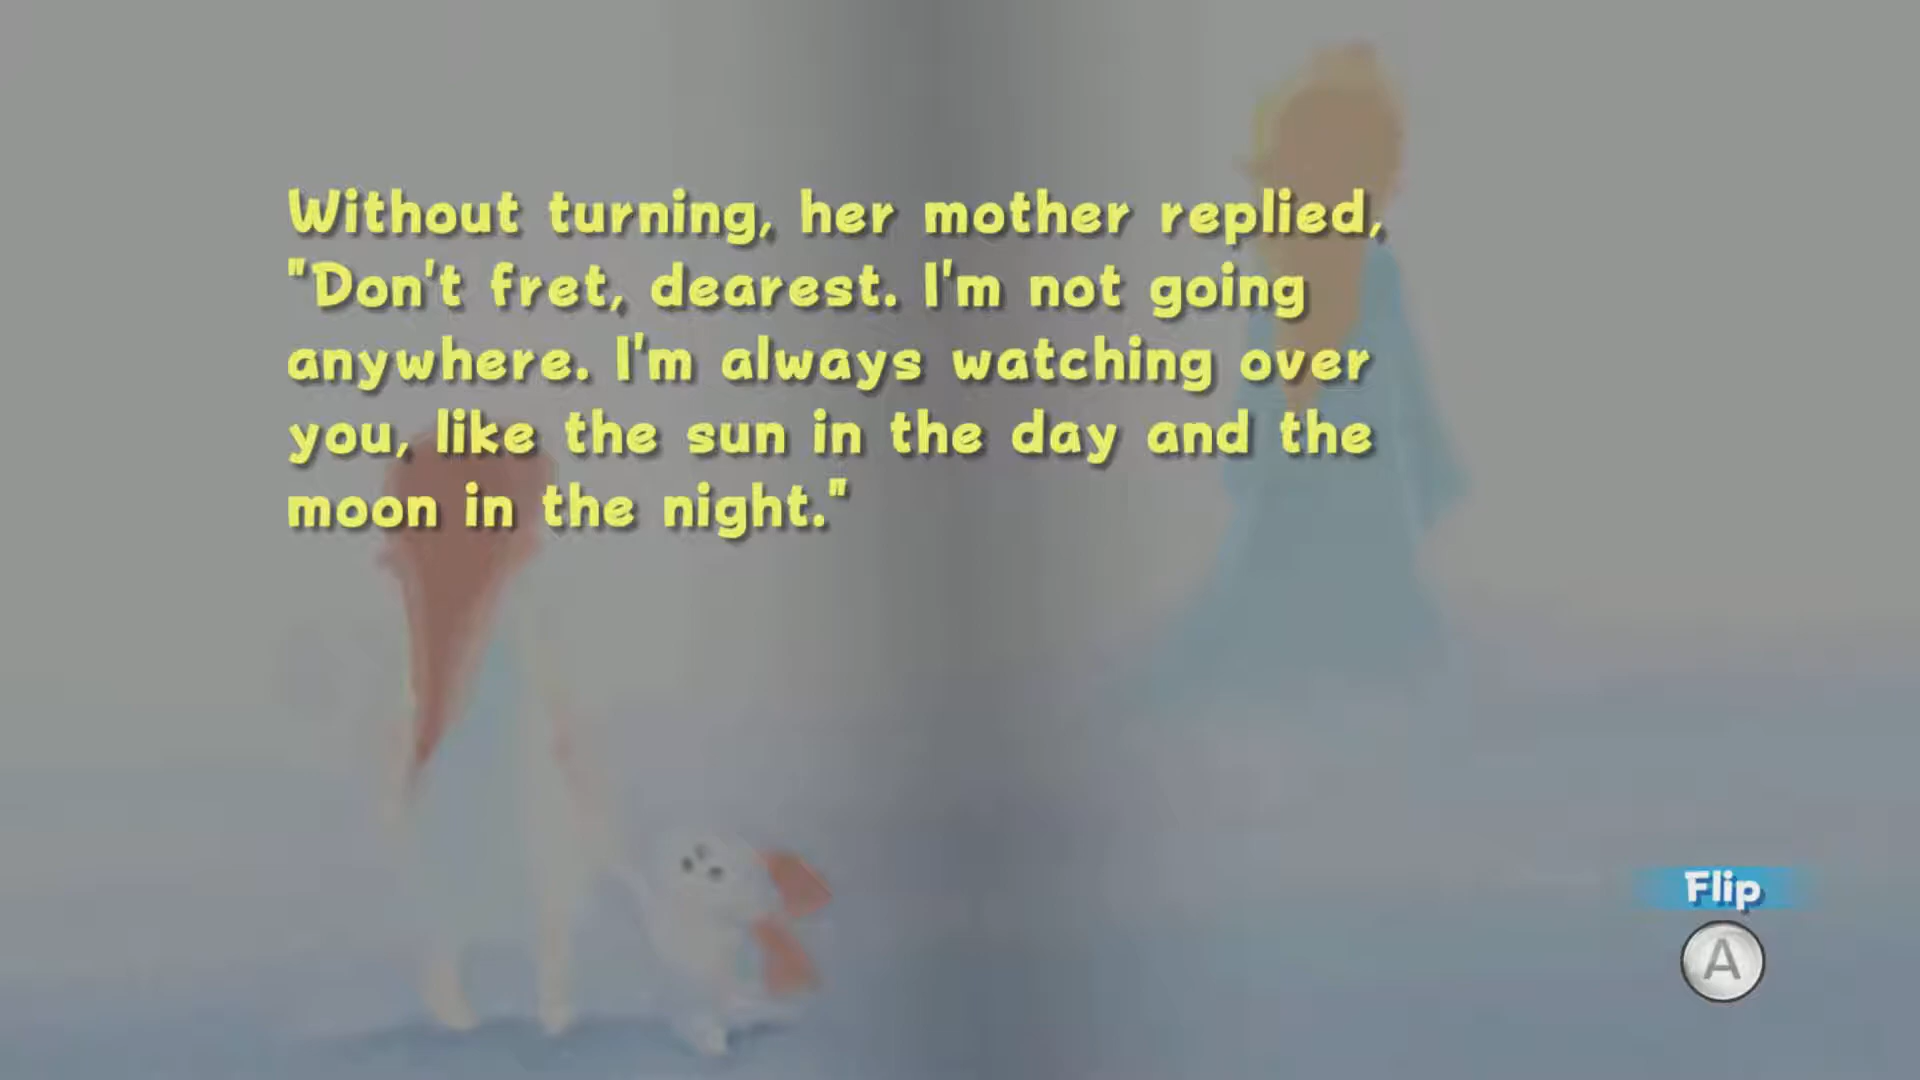 Without turning, her mother replied,
"Don't fret, dearest. I'm not going
anywhere. I'm always watching over
you, like the sun in the day and the
moon in the night."
Flip
A